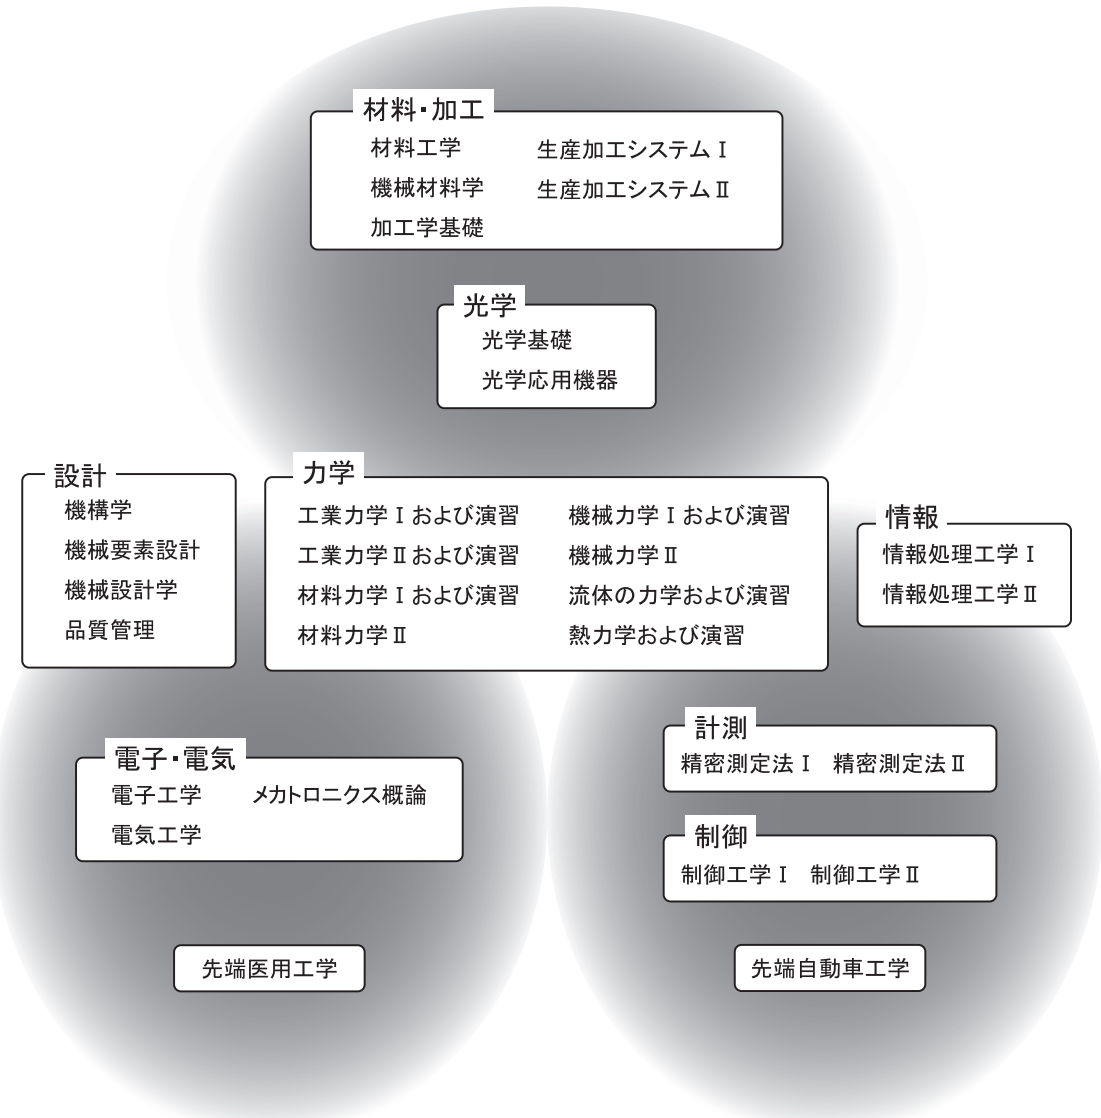 材料・加工
材料工学
機械材料学
加工学基礎
生産加工システムⅠ
生産加工システムⅡ
光学
光学基礎
光学応用機器
設計
機構学
機械要素設計
機械設計学
品質管理
力学
工業力学Ⅰおよび演習
工業力学Ⅱおよび演習
材料力学Ⅰおよび演習
材料力学Ⅱ
機械力学Ⅰおよび演習
機械力学Ⅱ
流体の力学および演習
熱力学および演習
情報
情報処理工学Ⅰ
情報処理工学Ⅱ
電子・電気
電子工学
電気工学
メカトロニクス概論
計測
精密測定法Ⅰ 精密測定法Ⅱ
制御
制御工学Ⅰ 制御工学Ⅱ
先端医用工学
先端自動車工学